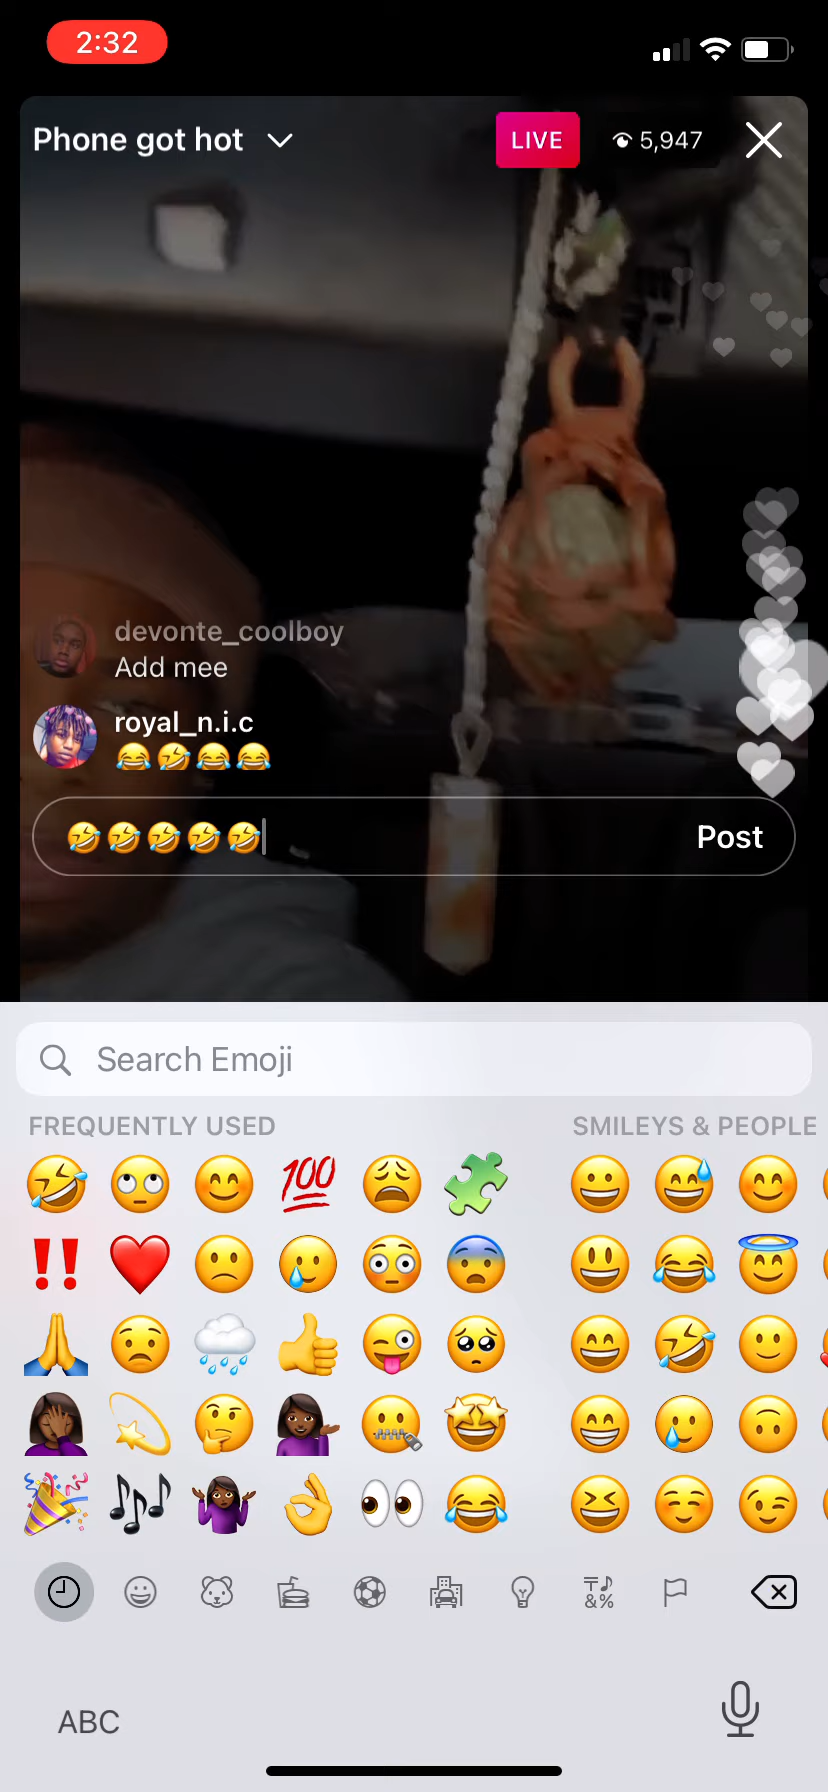 2:32
Phone got hot
LIVE
5,947
devonte_coolboy
Add mee
royal_n.i.c
😂🤣😂😂
🤣🤣🤣🤣🤣
Post
Search Emoji
FREQUENTLY USED
SMILEYS & PEOPLE
ABC